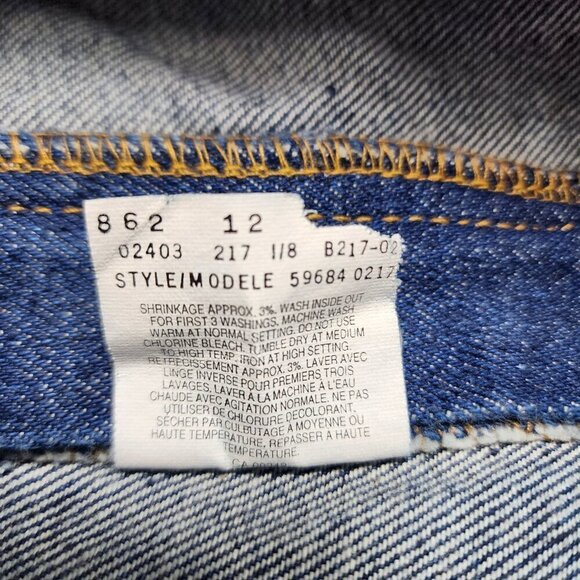 862 12
02403 217 1/8 B217-02
STYLE/MODELE 59684 0217
SHRINKAGE APPROX. 3%. WASH INSIDE OUT
FOR FIRST 3 WASHINGS. MACHINE WASH
WARM AT NORMAL SETTING. DO NOT USE
CHLORINE BLEACH. TUMBLE DRY AT MEDIUM
TO HIGH TEMP. IRON AT HIGH SETTING.
RETRECISSEMENT APPROX. 3%. LAVER AVEC
LINGE INVERSE POUR PREMIERS TROIS
LAVAGES. LAVER A LA MACHINE A L'EAU
CHAUDE AVEC AGITATION NORMALE. NE PAS
UTILISER DE CHLORURE DECOLORANT.
SÉCHER PAR CULBUTAGE A MOYENNE OU
HAUTE TEMPERATURE. REPASSER A HAUTE
TEMPERATURE.
CA